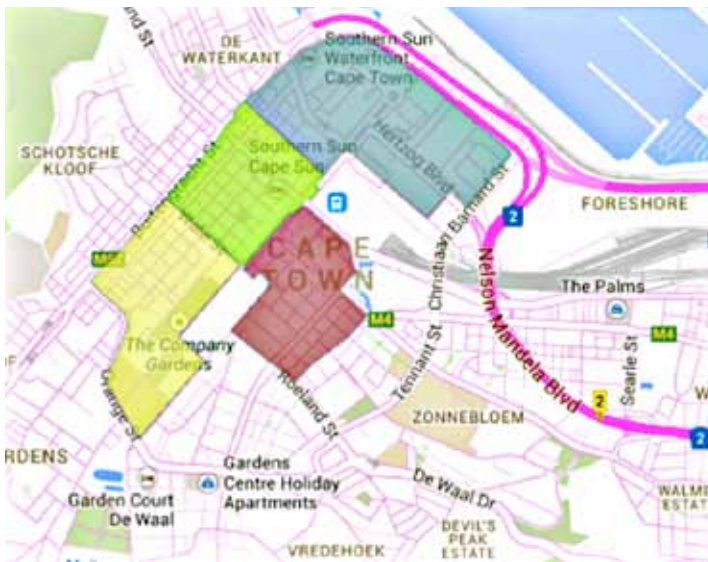 DE
WATERKANT
Southern Sun
Waterfront
Cape Town
Hertzog Blvd
SCHOTSCHE
KLOOF
Southern Sun
Cape Sun
Christiaan Barnard St
2
FORESHORE
CAPE
TOWN
Nelson Mandela Blvd
The Palms
M4
M4
The Company
Gardens
Tennant St
Searle St
Orange St
Roeland St
2
ZONNEBLOEM
2
Gardens
Centre Holiday
Apartments
De Waal Dr
Garden Court
De Waal
DEVIL'S
PEAK
ESTATE
VREDEHOEK
ESTATE